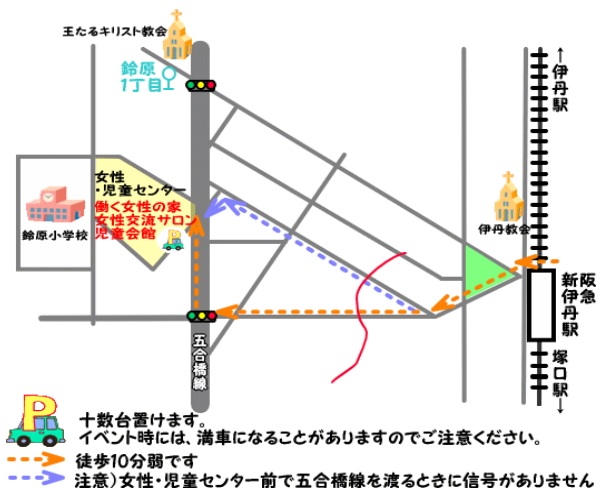 王たるキリスト教会
鈴原
1丁目
←伊丹駅
女性
・児童センター
働く女性の家
女性交流サロン
児童会館
P
鈴原小学校
伊丹教会
阪急
新伊丹駅
五合橋線
塚口駅→
P
十数台置けます。
イベント時には、満車になることがありますのでご注意ください。
徒歩10分弱です
注意)女性・児童センター前で五合橋線を渡るときに信号がありません